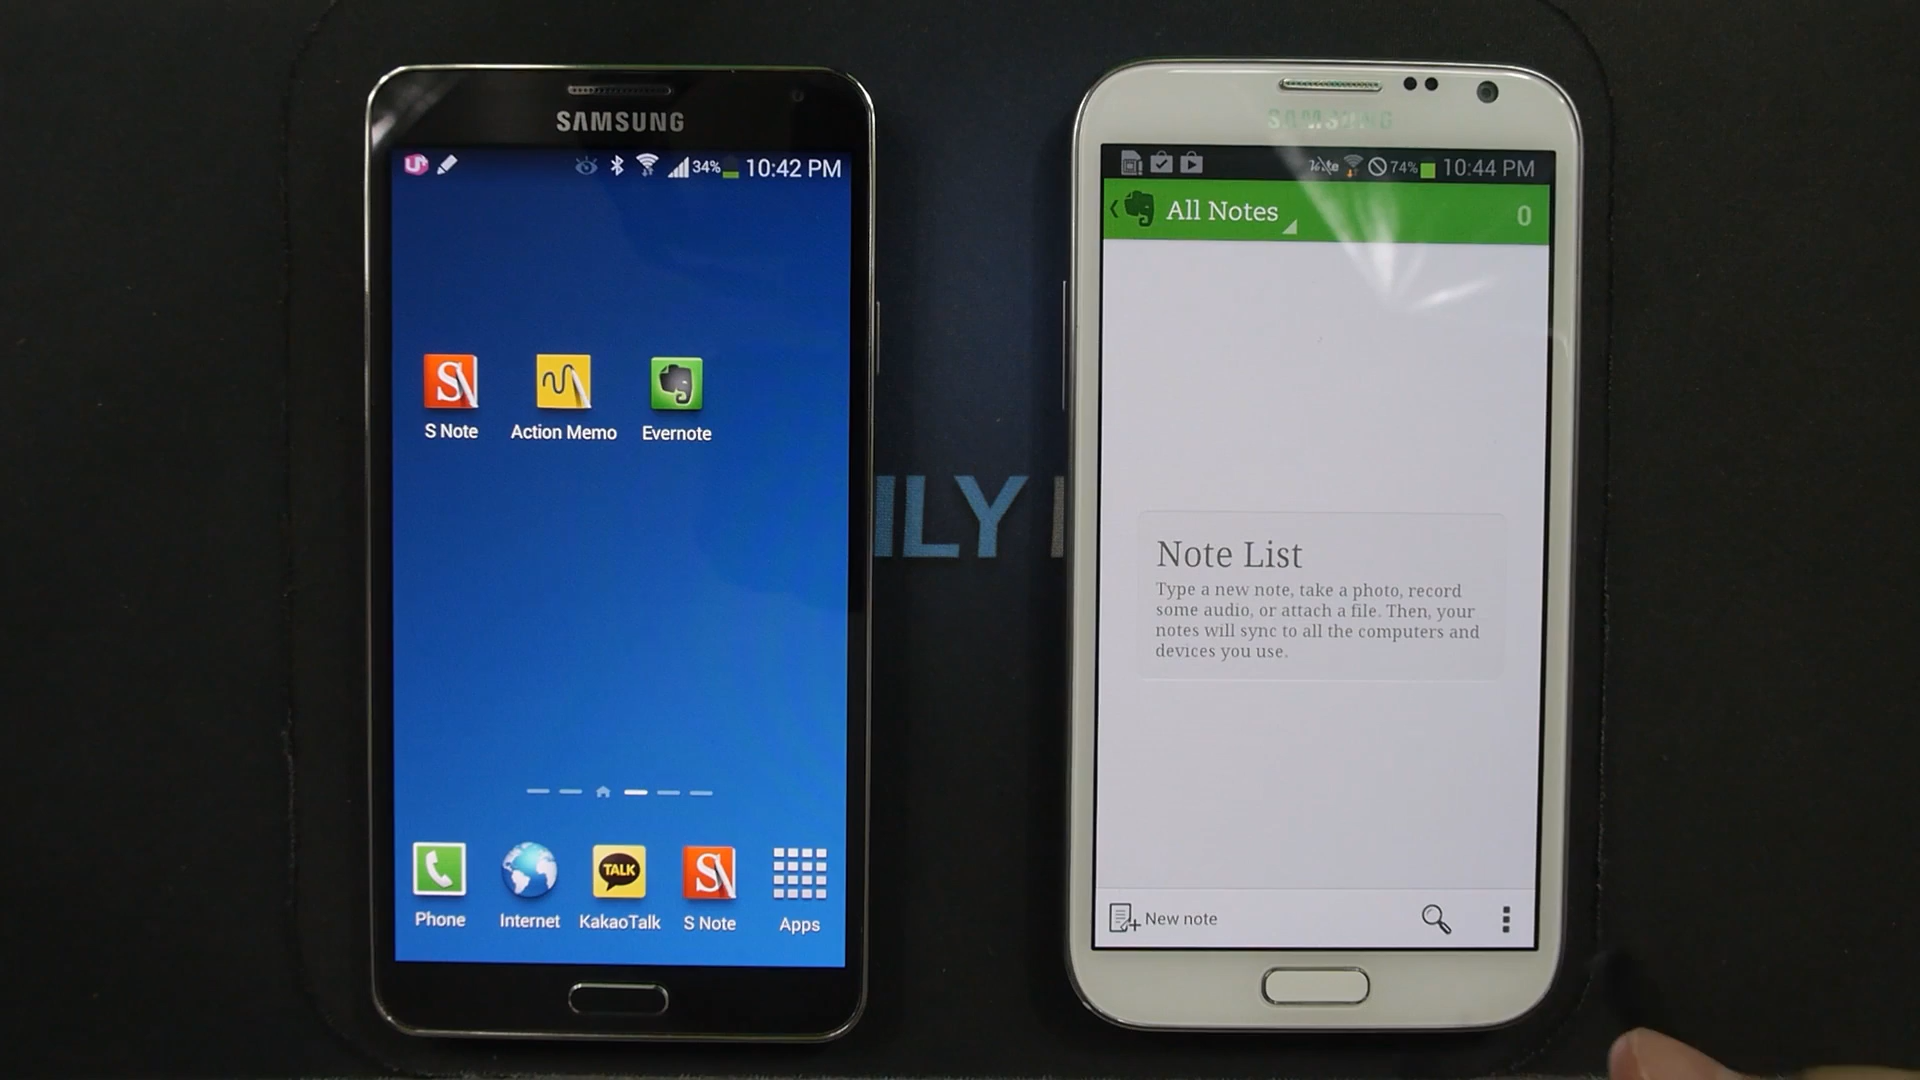 SAMSUNG
U+
34%
10:42 PM
S
S Note
Action Memo
Evernote
Phone
Internet
TALK
KakaoTalk
S
S Note
Apps
ILY
SAMSUNG
74%
10:44 PM
All Notes
0
Note List
Type a new note, take a photo, record
some audio, or attach a file. Then, your
notes will sync to all the computers and
devices you use.
New note